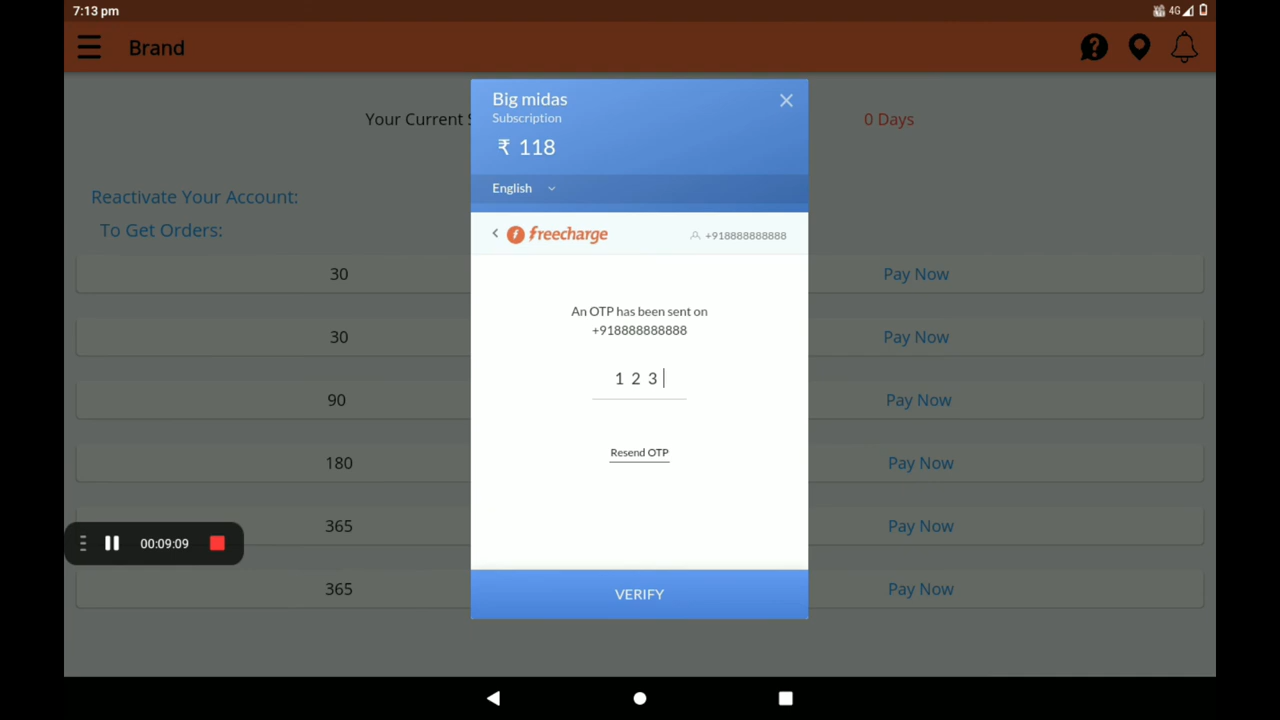 7:13 pm
4G
Brand
Big midas
Subscription
₹ 118
English
Your Current
0 Days
Reactivate Your Account:
To Get Orders:
freecharge
+918888888888
An OTP has been sent on
+918888888888
1 2 3
Resend OTP
VERIFY
30 Pay Now
30 Pay Now
90 Pay Now
180 Pay Now
365 Pay Now
365 Pay Now
00:09:09